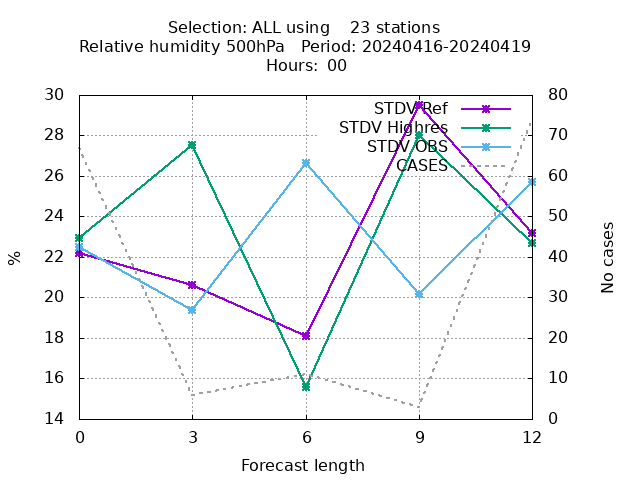 Selection: ALL using    23 stations
Relative humidity 500hPa   Period: 20240416-20240419
Hours:  00
30
28
26
24
22
20
18
16
14
%
80
70
60
50
40
30
20
10
0
No cases
STDV Ref
STDV Highres
STDV OBS
CASES
0 3 6 9 12
Forecast length